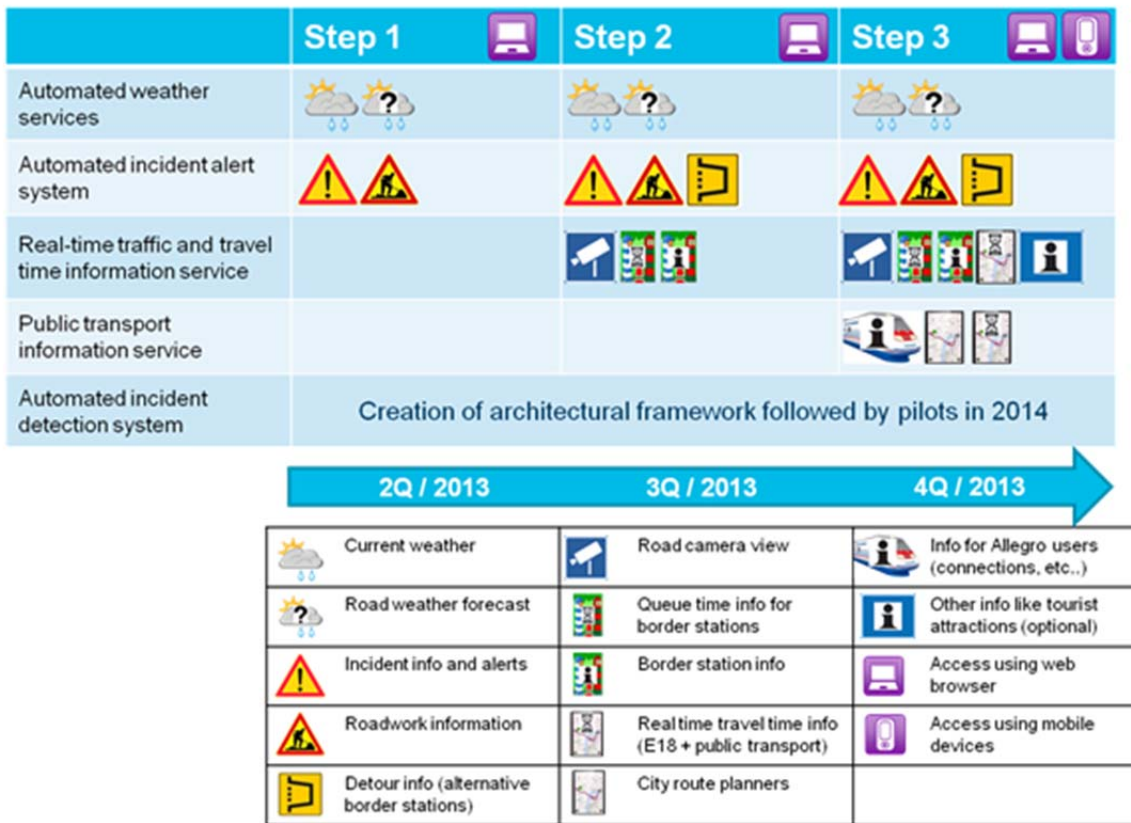 Step 1
Step 2
Step 3
Automated weather
services
?
?
?
Automated incident alert
system
!
!
!
Real-time traffic and travel
time information service
i
i
i
Public transport
information service
i
Automated incident
detection system
Creation of architectural framework followed by pilots in 2014
2Q / 2013
3Q / 2013
4Q / 2013
Current weather
Road camera view
i
Info for Allegro users
(connections, etc..)
?
Road weather forecast
Queue time info for
border stations
i
Other info like tourist
attractions (optional)
!
Incident info and alerts
i
Border station info
Access using web
browser
Roadwork information
Real time travel time info
(E18 + public transport)
Access using mobile
devices
Detour info (alternative
border stations)
City route planners